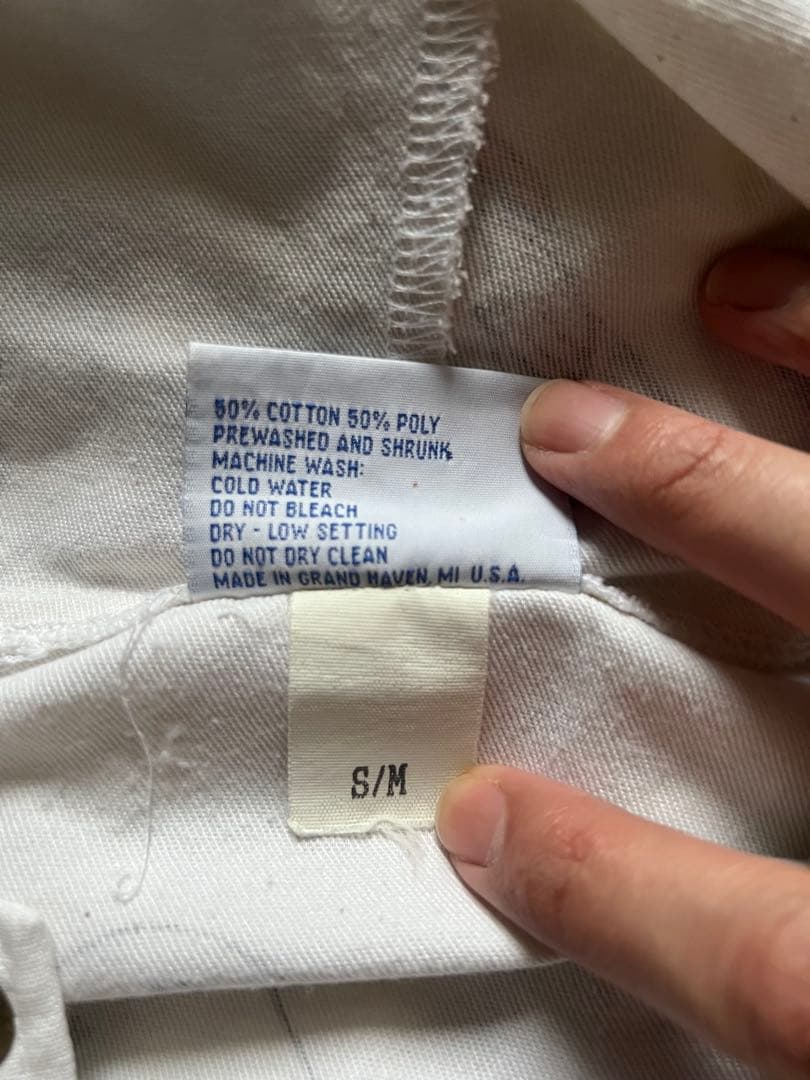 50% COTTON 50% POLY
PREWASHED AND SHRUNK
MACHINE WASH:
COLD WATER
DO NOT BLEACH
DRY - LOW SETTING
DO NOT DRY CLEAN
MADE IN GRAND HAVEN, MI U.S.A.
S/M